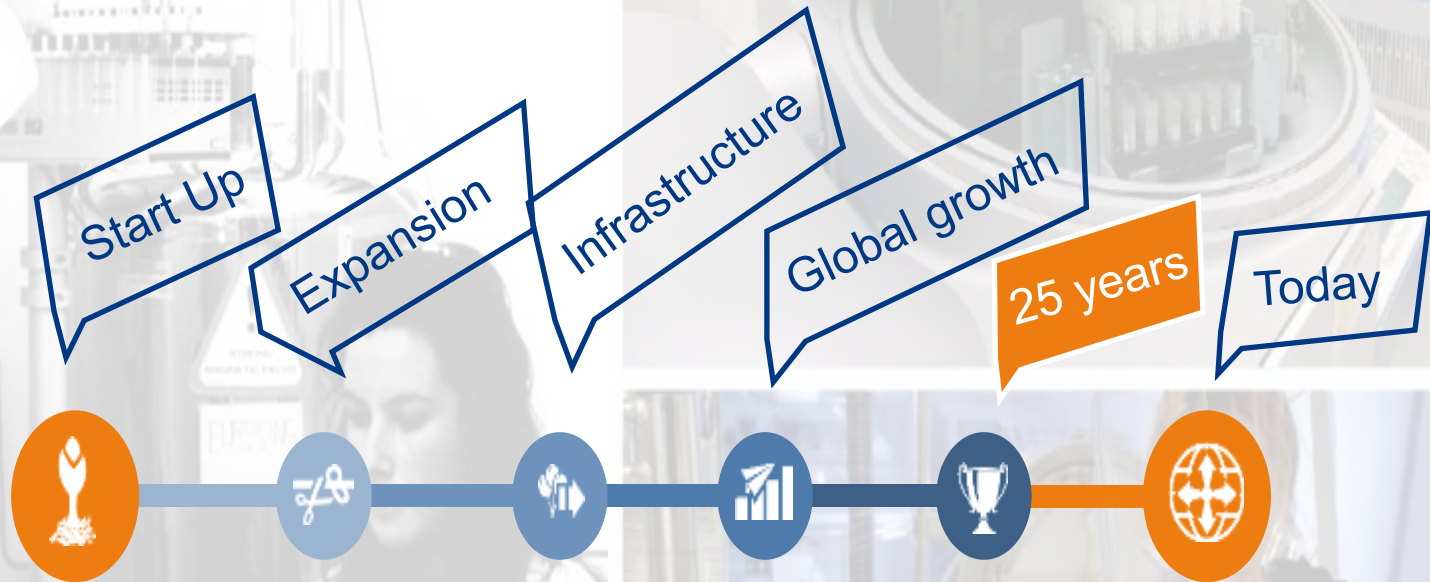 Start Up
Expansion
Infrastructure
Global growth
25 years
Today